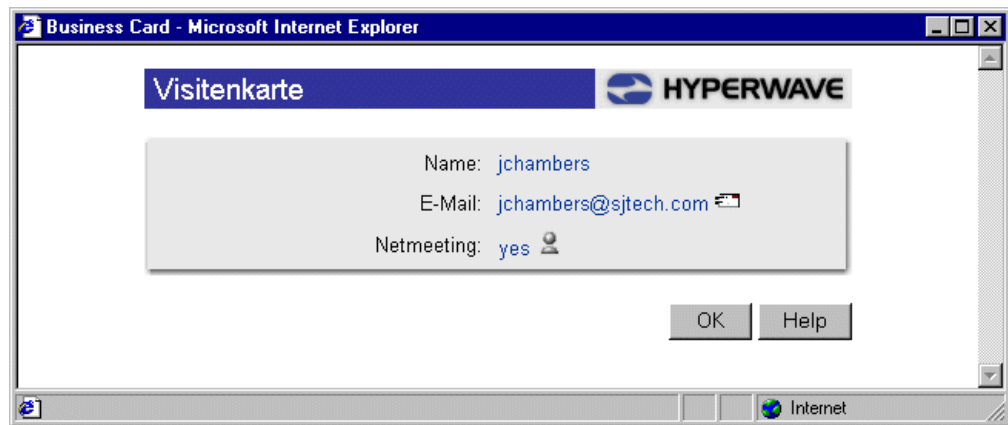 Business Card - Microsoft Internet Explorer
Visitenkarte HYPERWAVE
Name: jchambers
E-Mail: jchambers@sjtech.com
Netmeeting: yes
OK Help
Internet